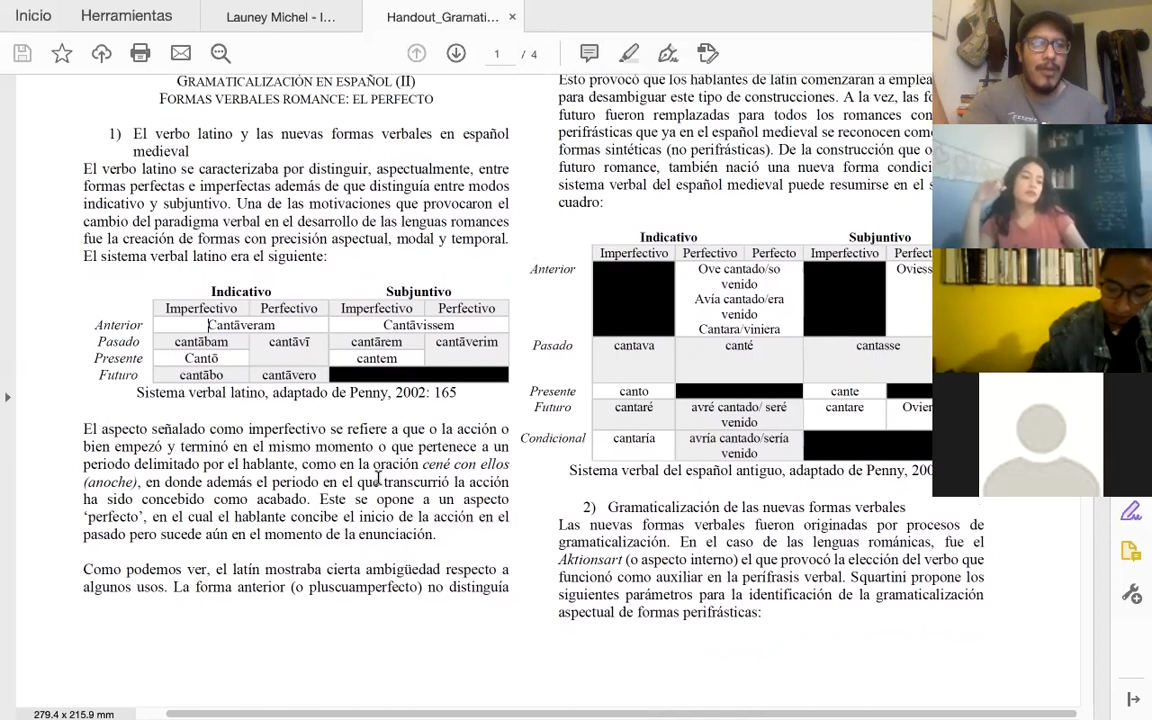 Inicio
Herramientas
Launey Michel - I...
Handout_Gramati...
1 / 4
GRAMATICALIZACIÓN EN ESPAÑOL (II)
FORMAS VERBALES ROMANCE: EL PERFECTO
1) El verbo latino y las nuevas formas verbales en español
medieval
El verbo latino se caracterizaba por distinguir, aspectualmente, entre
formas perfectas e imperfectas además de que distinguía entre modos
indicativo y subjuntivo. Una de las motivaciones que provocaron el
cambio del paradigma verbal en el desarrollo de las lenguas romances
fue la creación de formas con precisión aspectual, modal y temporal.
El sistema verbal latino era el siguiente:
Indicativo Subjuntivo
Imperfectivo Perfectivo Imperfectivo Perfectivo
Anterior Cantāveram Cantāvissem
Pasado cantābam cantāvī cantārem cantāverim
Presente Cantō cantem
Futuro cantābo cantāvero
Sistema verbal latino, adaptado de Penny, 2002: 165
El aspecto señalado como imperfectivo se refiere a que o la acción o
bien empezó y terminó en el mismo momento o que pertenece a un
periodo delimitado por el hablante, como en la oración cené con ellos
(anoche), en donde además el periodo en el que transcurrió la acción
ha sido concebido como acabado. Este se opone a un aspecto
‘perfecto’, en el cual el hablante concibe el inicio de la acción en el
pasado pero sucede aún en el momento de la enunciación.
Como podemos ver, el latín mostraba cierta ambigüedad respecto a
algunos usos. La forma anterior (o pluscuamperfecto) no distinguía
Esto provocó que los hablantes de latín comenzaran a emplea
para desambiguar este tipo de construcciones. A la vez, las fo
futuro fueron remplazadas para todos los romances con
perifrásticas que ya en el español medieval se reconocen como
formas sintéticas (no perifrásticas). De la construcción que o
futuro romance, también nació una nueva forma condici
sistema verbal del español medieval puede resumirse en el s
cuadro:
Indicativo Subjuntivo
Imperfectivo Perfectivo Perfecto Imperfectivo Perfec
Anterior Ove cantado/so Oviess
venido
Avía cantado/era
venido
Cantara/viniera
Pasado cantava canté cantasse
Presente canto cante
Futuro cantaré avré cantado/ seré cantare Ovier
venido
Condicional cantaría avría cantado/sería
venido
Sistema verbal del español antiguo, adaptado de Penny, 200
2) Gramaticalización de las nuevas formas verbales
Las nuevas formas verbales fueron originadas por procesos de
gramaticalización. En el caso de las lenguas románicas, fue el
Aktionsart (o aspecto interno) el que provocó la elección del verbo que
funcionó como auxiliar en la perífrasis verbal. Squartini propone los
siguientes parámetros para la identificación de la gramaticalización
aspectual de formas perifrásticas:
279.4 x 215.9 mm